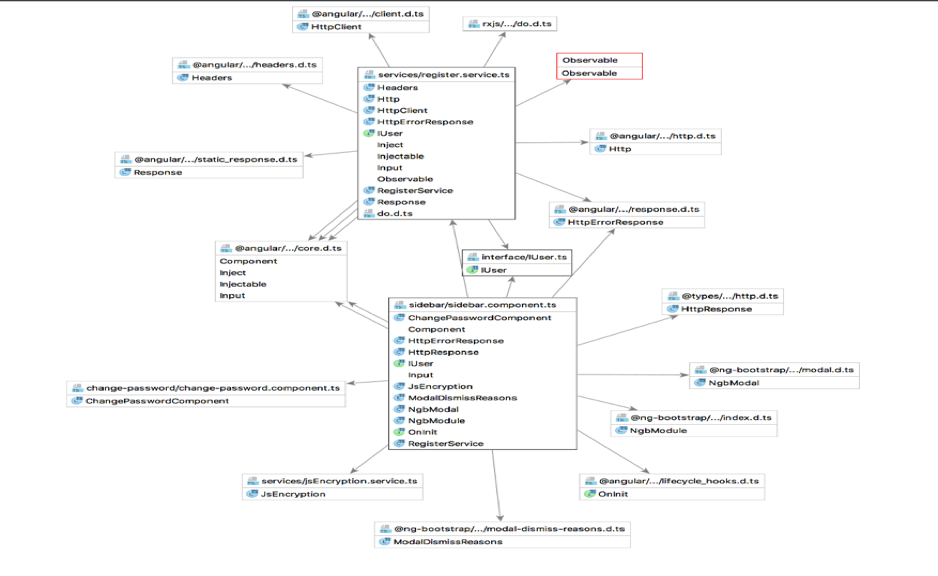 @angular/.../client.d.ts
HttpClient
rxjs/.../do.d.ts
Observable
Observable
@angular/.../headers.d.ts
Headers
services/register.service.ts
Headers
Http
HttpClient
HttpErrorResponse
IUser
Inject
Injectable
Input
Observable
RegisterService
Response
do.d.ts
@angular/.../http.d.ts
Http
@angular/.../static_response.d.ts
Response
@angular/.../response.d.ts
HttpErrorResponse
@angular/.../core.d.ts
Component
Inject
Injectable
Input
interface/IUser.ts
IUser
sidebar/sidebar.component.ts
ChangePasswordComponent
Component
HttpErrorResponse
HttpResponse
IUser
Input
JsEncryption
ModalDismissReasons
NgbModal
NgbModule
OnInit
RegisterService
@types/.../http.d.ts
HttpResponse
@ng-bootstrap/.../modal.d.ts
NgbModal
change-password/change-password.component.ts
ChangePasswordComponent
@ng-bootstrap/.../index.d.ts
NgbModule
services/jsEncryption.service.ts
JsEncryption
@angular/.../lifecycle_hooks.d.ts
OnInit
@ng-bootstrap/.../modal-dismiss-reasons.d.ts
ModalDismissReasons